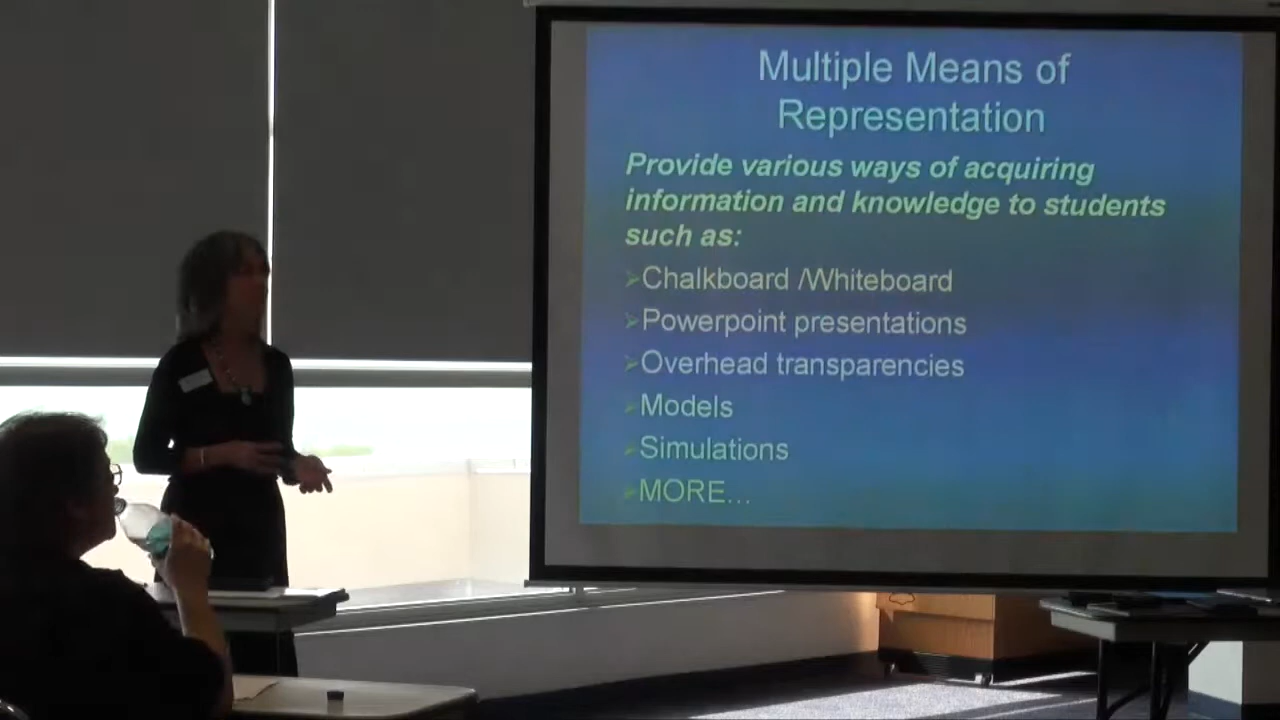 Multiple Means of
Representation
Provide various ways of acquiring
information and knowledge to students
such as:
➢Chalkboard /Whiteboard
➢Powerpoint presentations
➢Overhead transparencies
➢Models
➢Simulations
➢MORE...